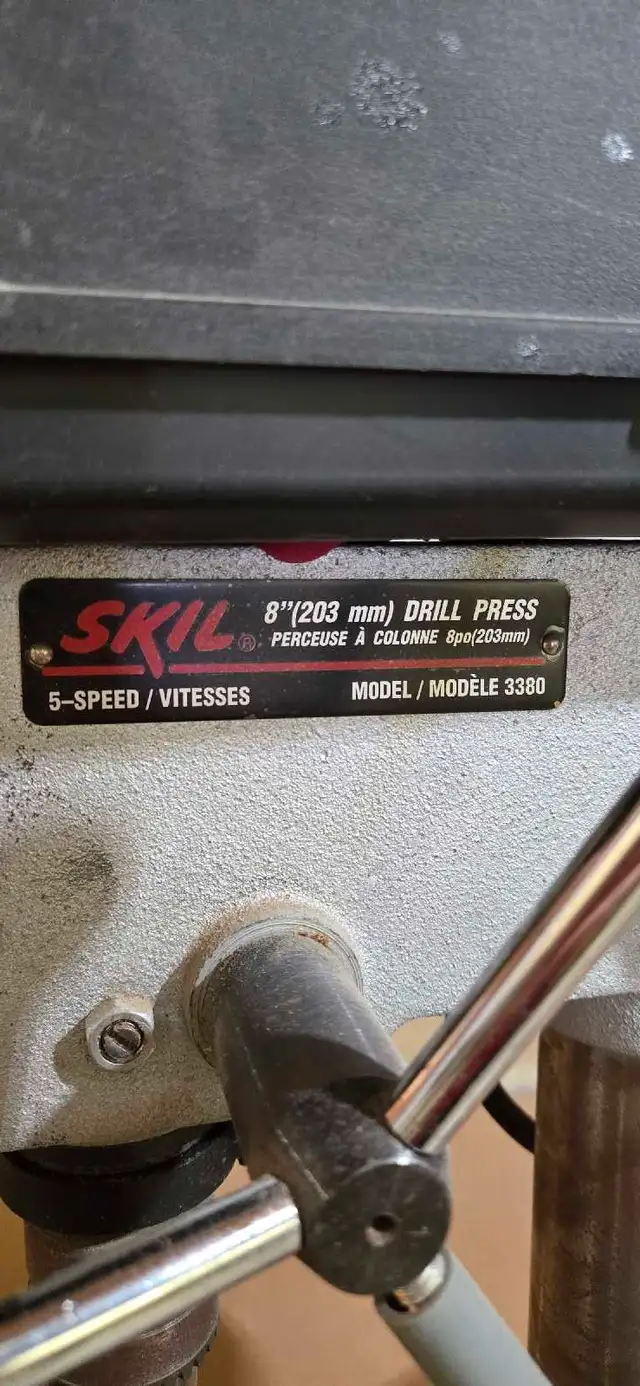 SKIL® 8”(203 mm) DRILL PRESS
PERCEUSE À COLONNE 8po(203mm)
5–SPEED / VITESSES MODEL / MODÈLE 3380